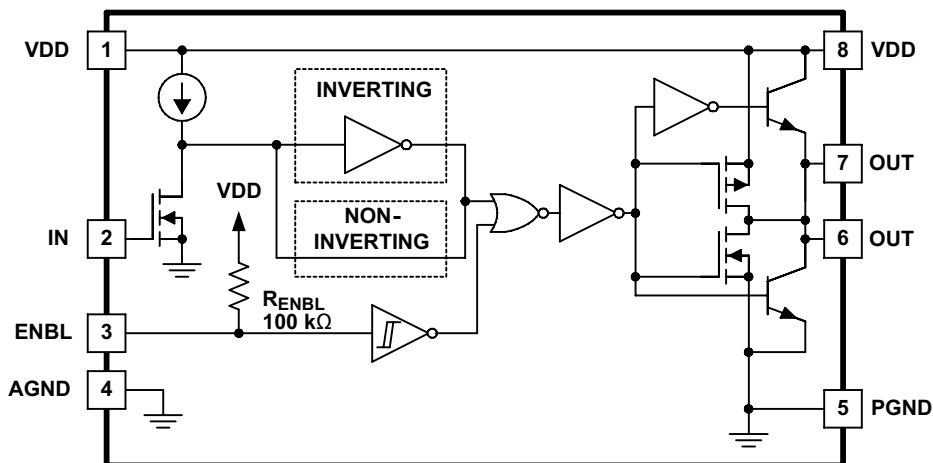 VDD 1
8 VDD
INVERTING
VDD
7 OUT
NON-
INVERTING
IN 2
6 OUT
R_ENBL
100 kΩ
ENBL 3
AGND 4
5 PGND